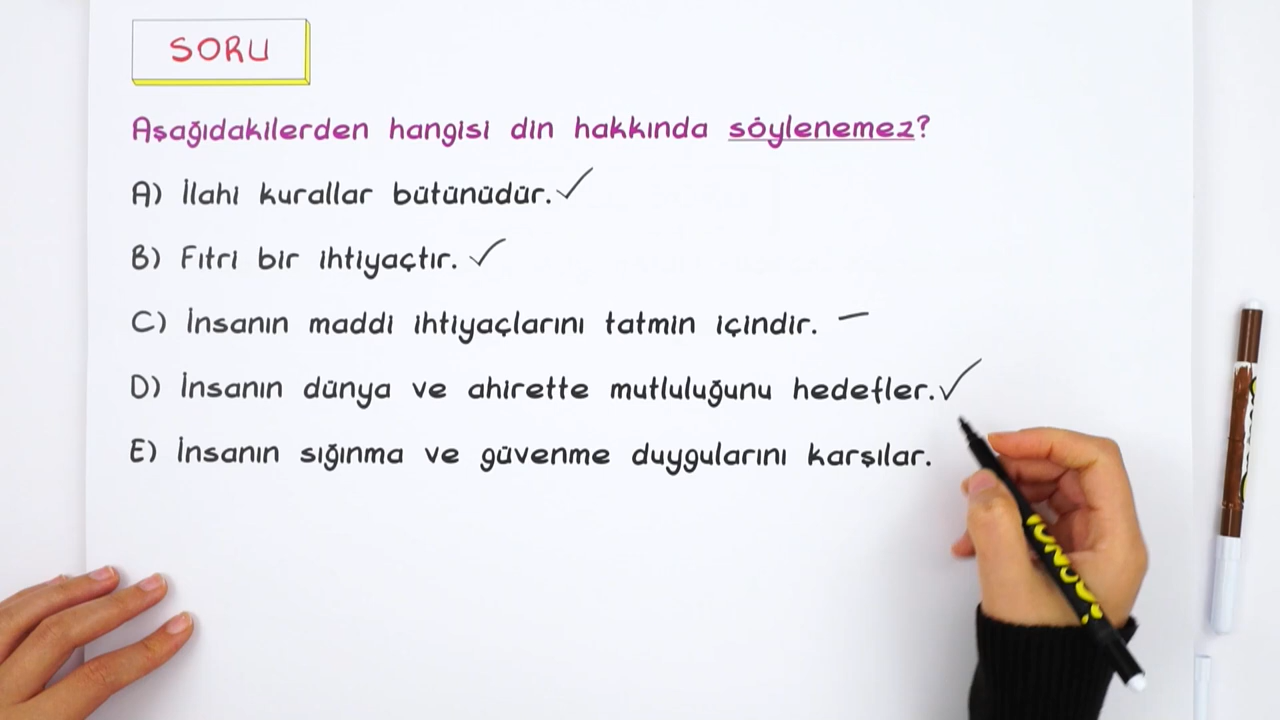 SORU
Aşağıdakilerden hangisi din hakkında söylenemez?
A) İlahi kurallar bütünüdür.
B) Fıtri bir ihtiyaçtır.
C) İnsanın maddi ihtiyaçlarını tatmin içindir.
D) İnsanın dünya ve ahirette mutluluğunu hedefler.
E) İnsanın sığınma ve güvenme duygularını karşılar.